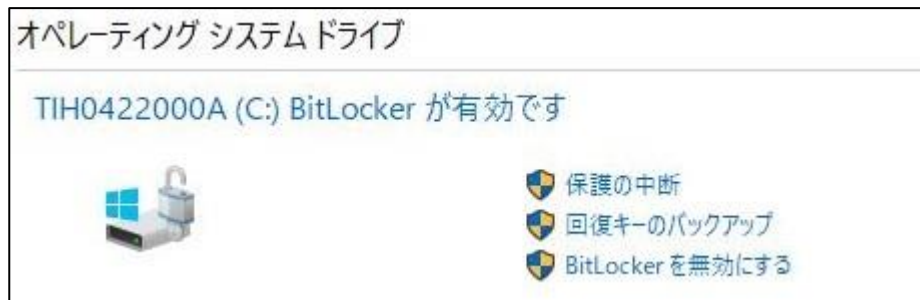 オペレーティング システム ドライブ
TIH0422000A (C:) BitLocker が有効です
保護の中断
回復キーのバックアップ
BitLocker を無効にする